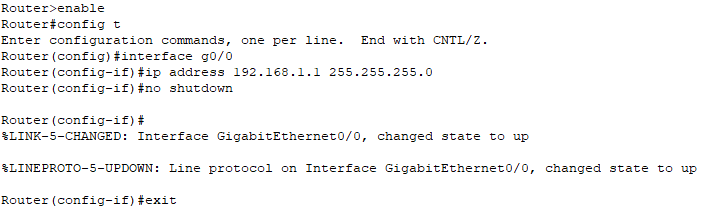 Router>enable
Router#config t
Enter configuration commands, one per line.  End with CNTL/Z.
Router(config)#interface g0/0
Router(config-if)#ip address 192.168.1.1 255.255.255.0
Router(config-if)#no shutdown
Router(config-if)#
%LINK-5-CHANGED: Interface GigabitEthernet0/0, changed state to up
%LINEPROTO-5-UPDOWN: Line protocol on Interface GigabitEthernet0/0, changed state to up
Router(config-if)#exit